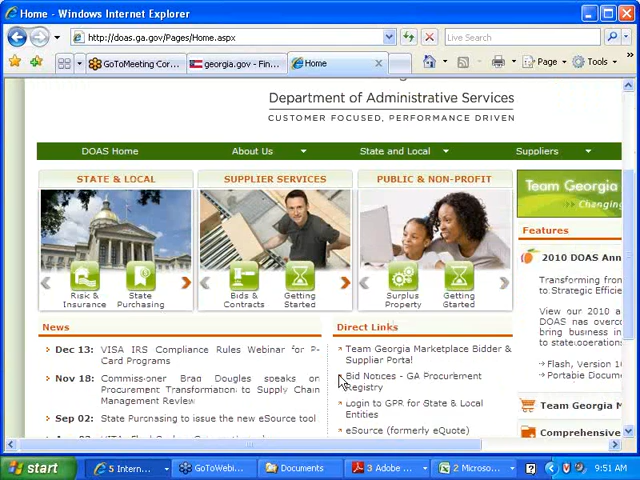 Home - Windows Internet Explorer
http://doas.ga.gov/Pages/Home.aspx
Live Search
GoToMeeting Cor...
georgia.gov - Fin...
Home
Page
Tools
Department of Administrative Services
CUSTOMER FOCUSED, PERFORMANCE DRIVEN
DOAS Home
About Us
State and Local
Suppliers
STATE & LOCAL
SUPPLIER SERVICES
PUBLIC & NON-PROFIT
Team Georgia
Changing
Risk &
Insurance
State
Purchasing
Bids &
Contracts
Getting
Started
Surplus
Property
Getting
Started
Features
2010 DOAS Ann
Transforming from
to Strategic Efficie
View our 2010 a
DOAS has overco
bring business in
to state operation
Flash, Version 10
Portable Docume
Team Georgia M
Comprehensive
News
Dec 13: VISA IRS Compliance Rules Webinar for P-
Card Programs
Nov 18: Commissioner Brad Douglas speaks on
Procurement Transformation to Supply Chain
Management Review
Sep 02: State Purchasing to issue the new eSource tool
Direct Links
Team Georgia Marketplace Bidder &
Supplier Portal!
Bid Notices - GA Procurement
Registry
Login to GPR for State & Local
Entities
eSource (formerly eQuote)
start
5 Intern...
GoToWebi...
Documents
3 Adobe ...
2 Microso...
9:51 AM